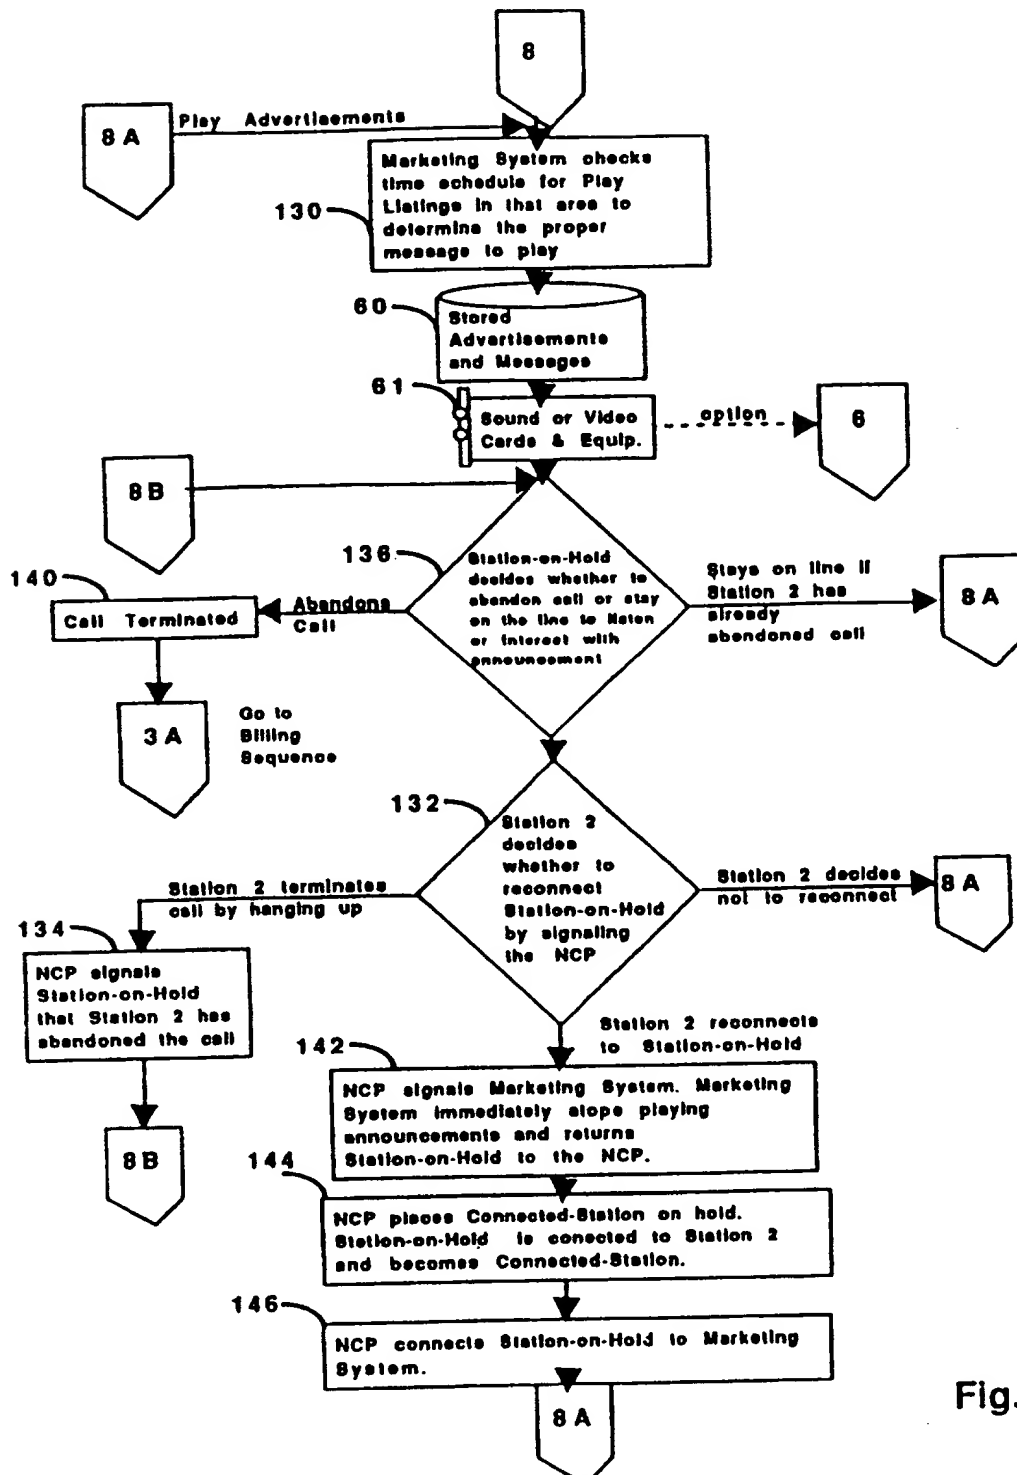 8
8A
Play Advertisements
Marketing System checks
time schedule for Play
Listings in that area to
determine the proper
message to play
130
60
Stored
Advertisements
and Messages
61
Sound or Video
Cards & Equip.
option
6
8B
136
Station-on-Hold
decides whether to
abandon call or stay
on the line to listen
or interact with
announcement
Stays on line if
Station 2 has
already
abandoned call
8A
140
Call Terminated
Abandons
Call
3A
Go to
Billing
Sequence
132
Station 2
decides
whether to
reconnect
Station-on-Hold
by signaling
the NCP
Station 2 terminates
call by hanging up
Station 2 decides
not to reconnect
8A
134
NCP signals
Station-on-Hold
that Station 2 has
abandoned the call
8B
Station 2 reconnects
to Station-on-Hold
142
NCP signals Marketing System. Marketing
System immediately stops playing
announcements and returns
Station-on-Hold to the NCP.
144
NCP places Connected-Station on hold.
Station-on-Hold is conected to Station 2
and becomes Connected-Station.
146
NCP connects Station-on-Hold to Marketing
System.
8A
Fig.